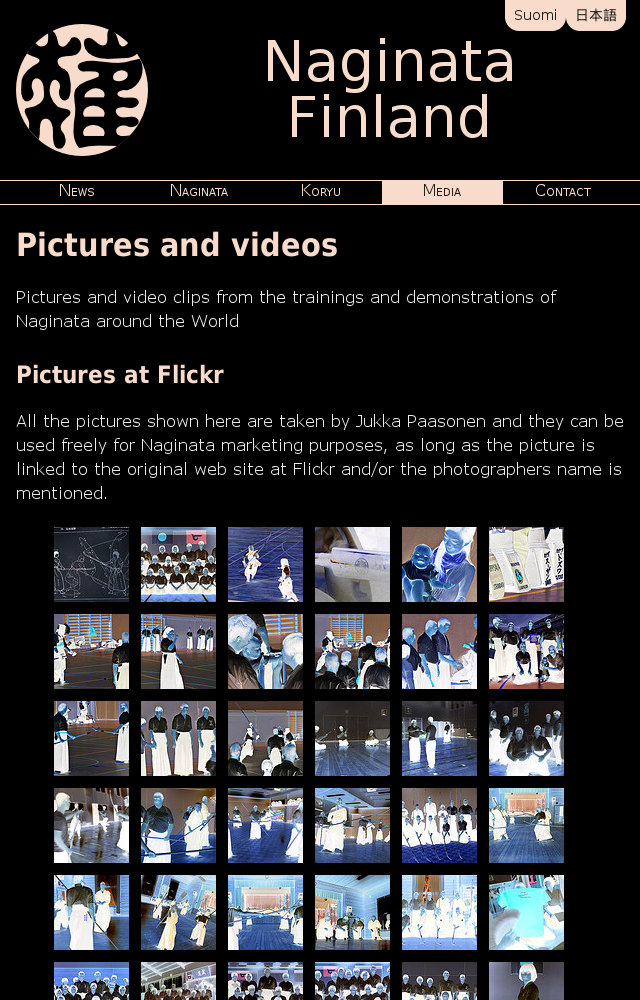 Suomi
日本語
Naginata
Finland
News
Naginata
Koryu
Media
Contact
Pictures and videos
Pictures and video clips from the trainings and demonstrations of
Naginata around the World
Pictures at Flickr
All the pictures shown here are taken by Jukka Paasonen and they can be
used freely for Naginata marketing purposes, as long as the picture is
linked to the original web site at Flickr and/or the photographers name is
mentioned.